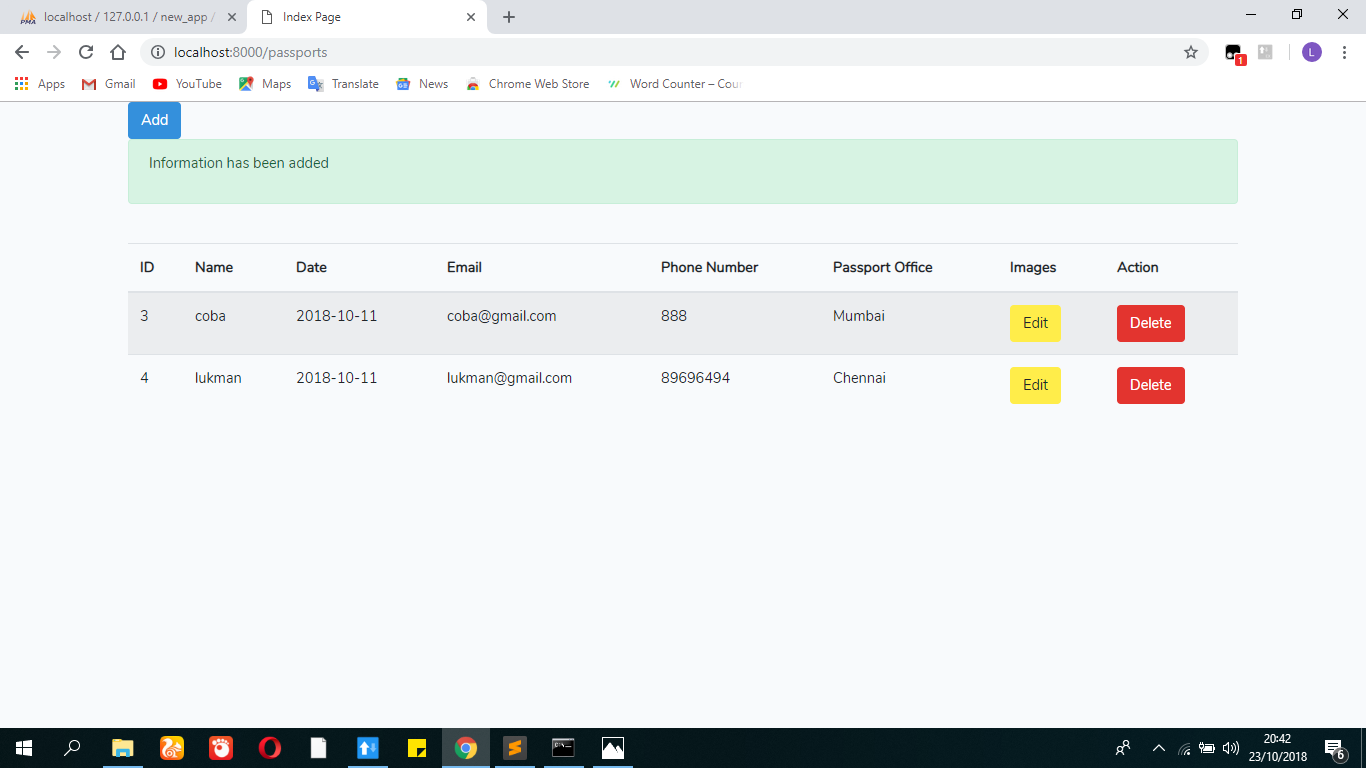 localhost / 127.0.0.1 / new_app /
Index Page
localhost:8000/passports
1
L
Apps
Gmail
YouTube
Maps
Translate
News
Chrome Web Store
Word Counter – Cour
Add
Information has been added
ID Name Date Email Phone Number Passport Office Images Action
3 coba 2018-10-11 coba@gmail.com 888 Mumbai Edit Delete
4 lukman 2018-10-11 lukman@gmail.com 89696494 Chennai Edit Delete
20:42
23/10/2018
6